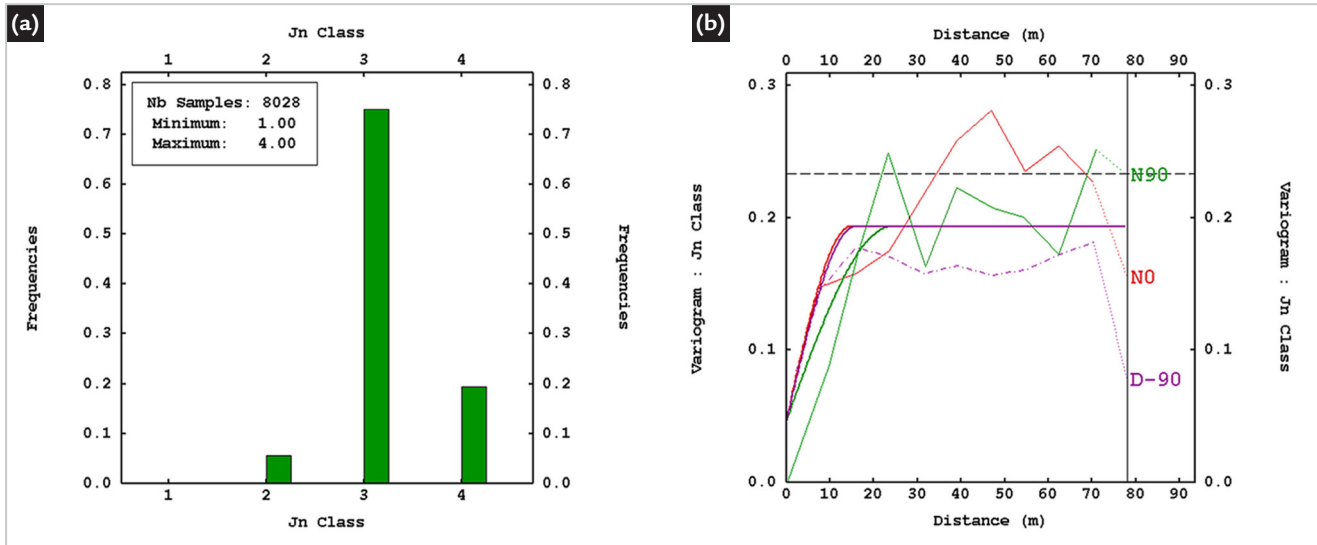 (a)
Jn Class
1 2 3 4
0.8 0.8
Nb Samples: 8028
Minimum: 1.00
Maximum: 4.00
0.7 0.7
0.6 0.6
0.5 0.5
Frequencies Frequencies
0.4 0.4
0.3 0.3
0.2 0.2
0.1 0.1
0.0 0.0
1 2 3 4
Jn Class
(b)
Distance (m)
0 10 20 30 40 50 60 70 80 90
0.3 0.3
N90
Variogram : Jn Class Variogram : Jn Class
0.2 0.2
N0
0.1 0.1
D-90
0.0 0.0
0 10 20 30 40 50 60 70 80 90
Distance (m)